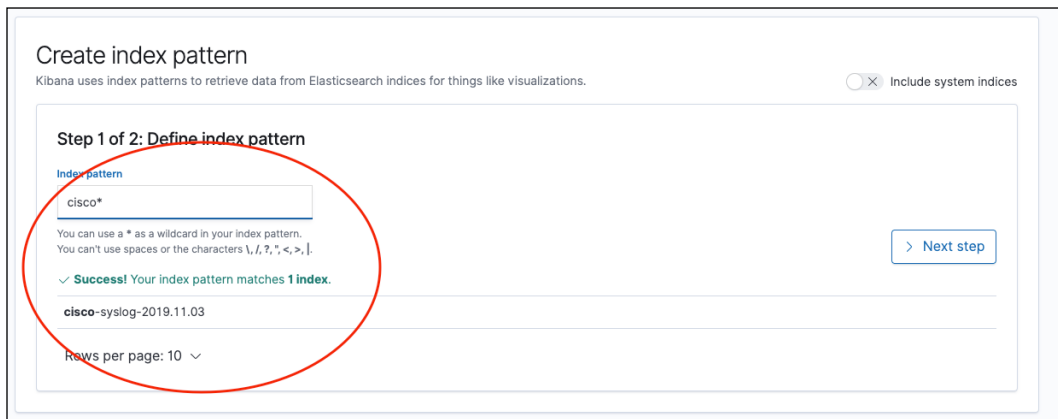 Create index pattern
Kibana uses index patterns to retrieve data from Elasticsearch indices for things like visualizations.
Include system indices
Step 1 of 2: Define index pattern
Index pattern
cisco*
You can use a * as a wildcard in your index pattern.
You can't use spaces or the characters \, /, ?, ", <, >, |.
> Next step
✓ Success! Your index pattern matches 1 index.
cisco-syslog-2019.11.03
Rows per page: 10